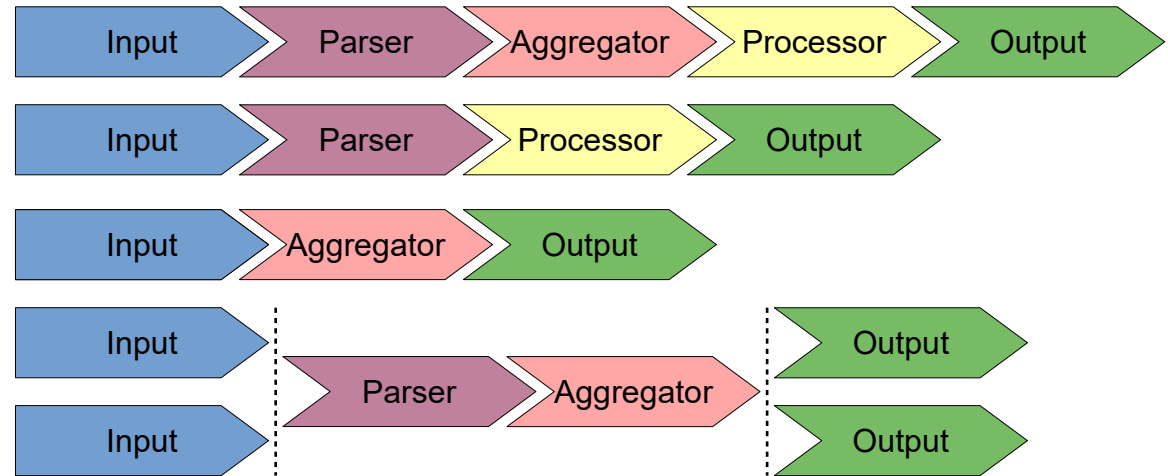 Input Parser Aggregator Processor Output
Input Parser Processor Output
Input Aggregator Output
Input Output
Parser Aggregator
Input Output